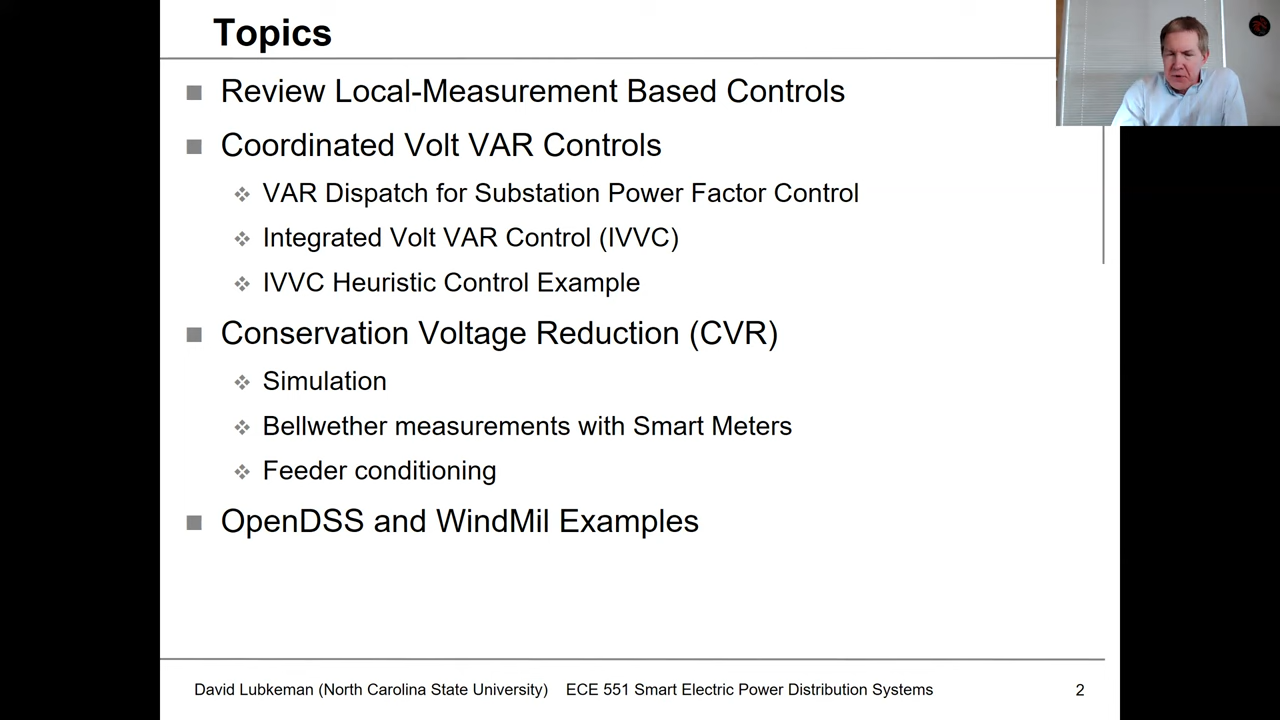 Topics
Review Local-Measurement Based Controls
Coordinated Volt VAR Controls
VAR Dispatch for Substation Power Factor Control
Integrated Volt VAR Control (IVVC)
IVVC Heuristic Control Example
Conservation Voltage Reduction (CVR)
Simulation
Bellwether measurements with Smart Meters
Feeder conditioning
OpenDSS and WindMil Examples
David Lubkeman (North Carolina State University) ECE 551 Smart Electric Power Distribution Systems 2